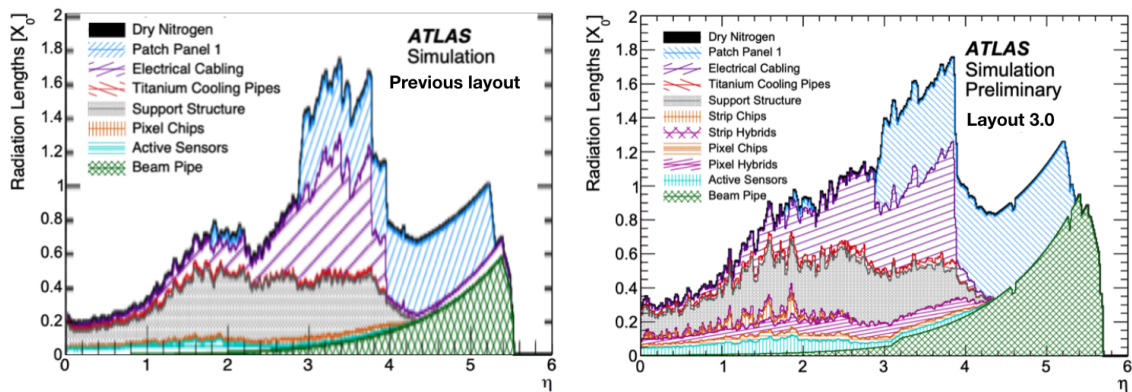 Radiation Lengths [X₀]
2
1.8
1.6
1.4
1.2
1
0.8
0.6
0.4
0.2
0
Dry Nitrogen
Patch Panel 1
Electrical Cabling
Titanium Cooling Pipes
Support Structure
Pixel Chips
Active Sensors
Beam Pipe
ATLAS
Simulation
Previous layout
1 2 3 4 5 6
η
Radiation Lengths [X₀]
2
1.8
1.6
1.4
1.2
1
0.8
0.6
0.4
0.2
0
Dry Nitrogen
Patch Panel 1
Electrical Cabling
Titanium Cooling Pipes
Support Structure
Strip Chips
Strip Hybrids
Pixel Chips
Pixel Hybrids
Active Sensors
Beam Pipe
ATLAS
Simulation
Preliminary
Layout 3.0
0 1 2 3 4 5 6
η